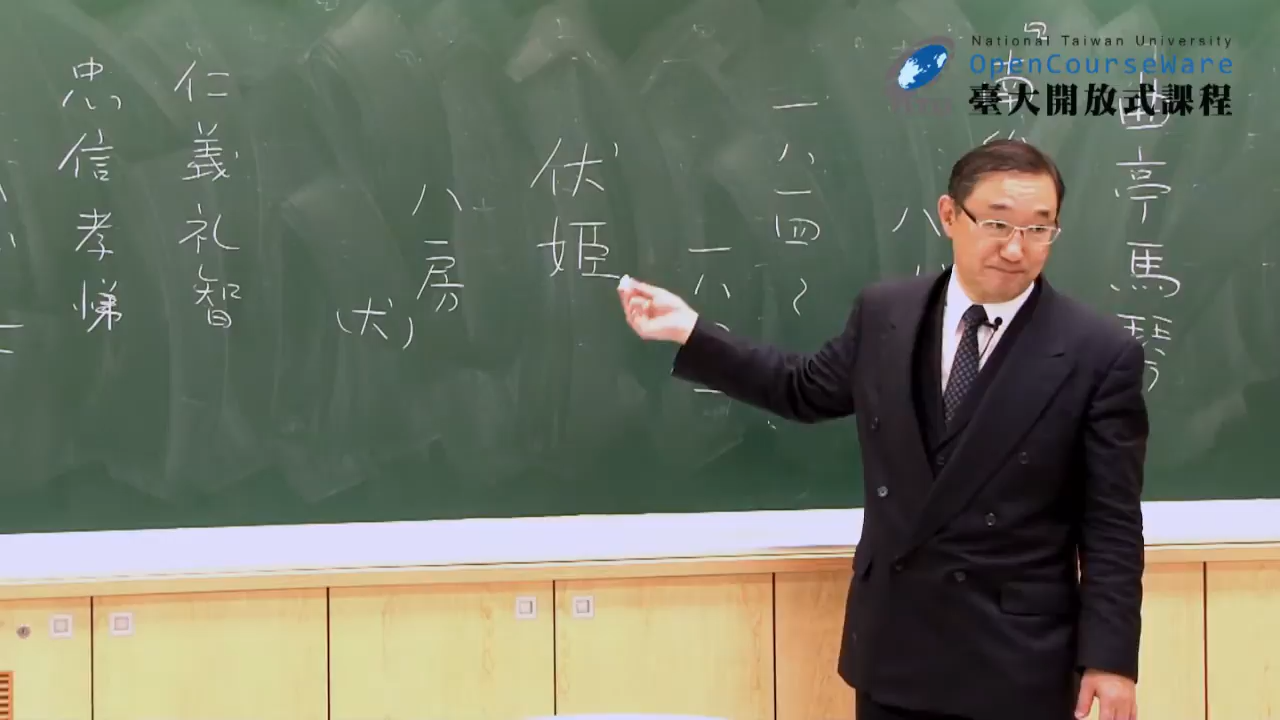 National Taiwan University
OpenCourseWare
臺大開放式課程
曲亭馬琴
一八一四～
伏姫
八房
(犬)
仁義礼智
忠信孝悌